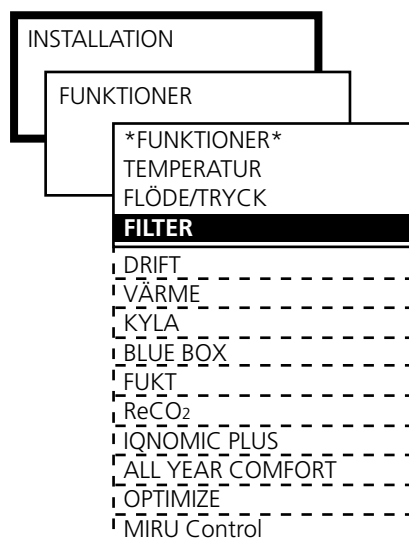 INSTALLATION
FUNKTIONER
*FUNKTIONER*
TEMPERATUR
FLÖDE/TRYCK
FILTER
DRIFT
VÄRME
KYLA
BLUE BOX
FUKT
ReCO₂
IQNOMIC PLUS
ALL YEAR COMFORT
OPTIMIZE
MIRU Control